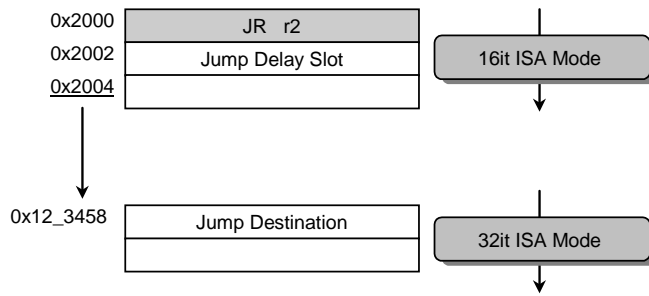 0x2000 JR r2
0x2002 Jump Delay Slot 16it ISA Mode
0x2004
0x12_3458 Jump Destination
32it ISA Mode